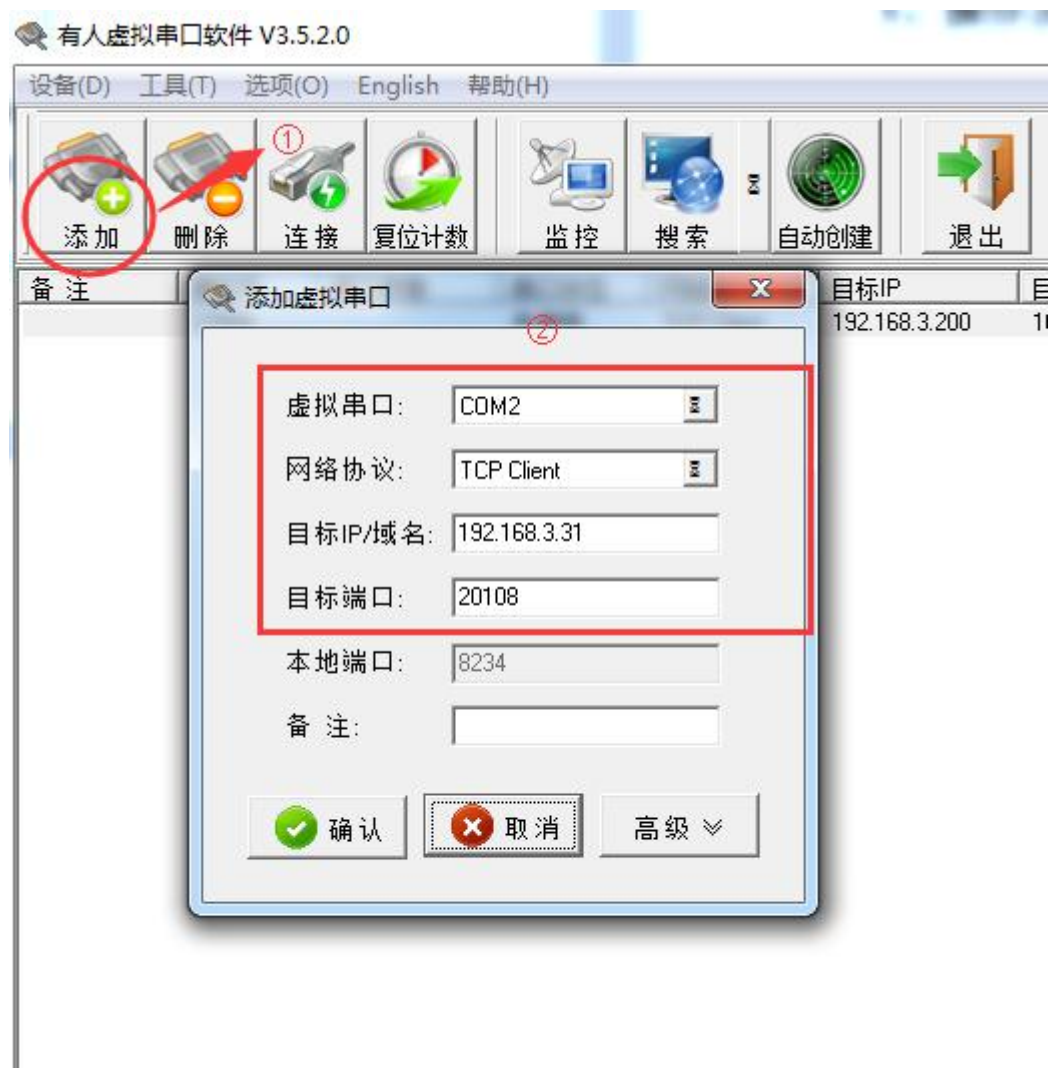 有人虚拟串口软件 V3.5.2.0
设备(D) 工具(T) 选项(O) English 帮助(H)
①
添加 删除 连接 复位计数 监控 搜索 自动创建 退出
备注 目标IP
添加虚拟串口
192.168.3.200
②
虚拟串口: COM2
网络协议: TCP Client
目标IP/域名: 192.168.3.31
目标端口: 20108
本地端口: 8234
备 注:
确认 取消 高级